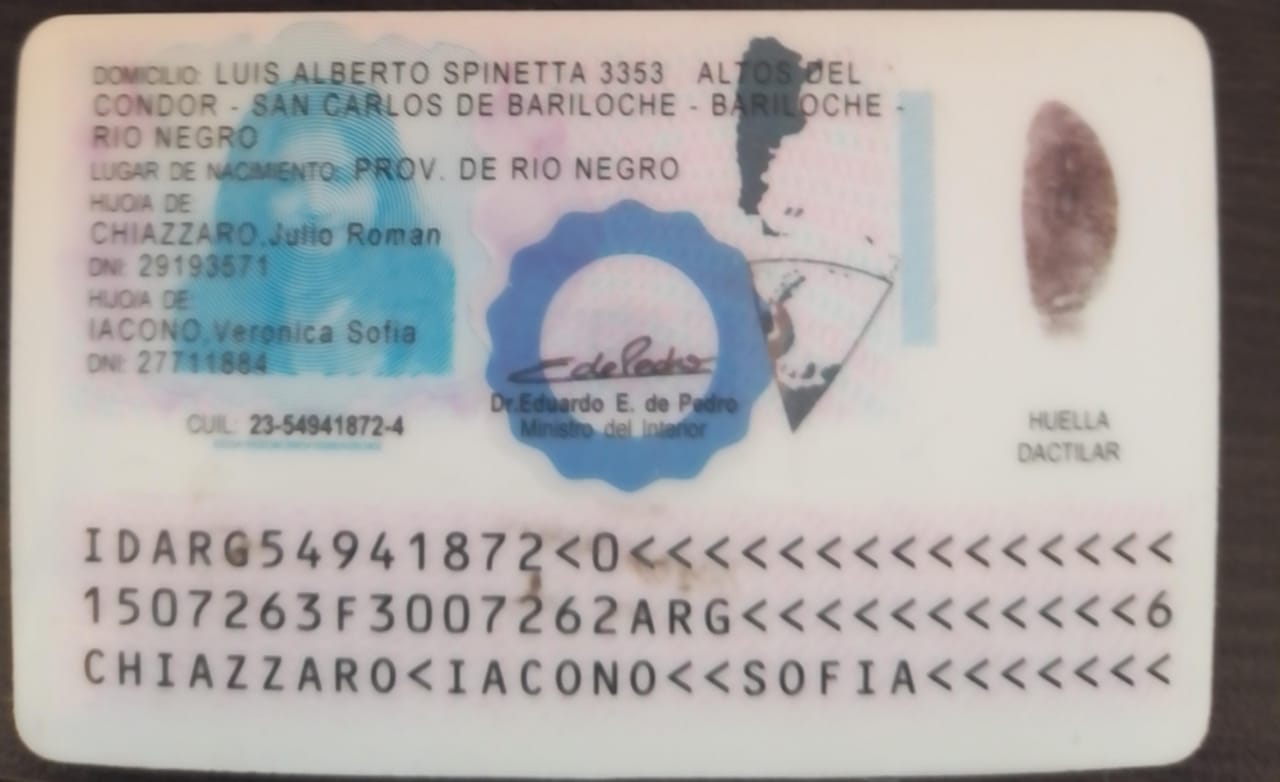 DOMICILIO: LUIS ALBERTO SPINETTA 3353 ALTOS DEL
CONDOR - SAN CARLOS DE BARILOCHE - BARILOCHE -
RIO NEGRO
LUGAR DE NACIMIENTO: PROV. DE RIO NEGRO
HIJO/A DE:
CHIAZZARO,Julio Roman
DNI: 29193571
HIJO/A DE:
IACONO,Veronica Sofia
DNI: 27711884
CUIL: 23-54941872-4
Dr.Eduardo E. de Pedro
Ministro del Interior
HUELLA
DACTILAR
IDARG54941872<0<<<<<<<<<<<<<<<
1507263F3007262ARG<<<<<<<<<<<6
CHIAZZARO<IACONO<<SOFIA<<<<<<<